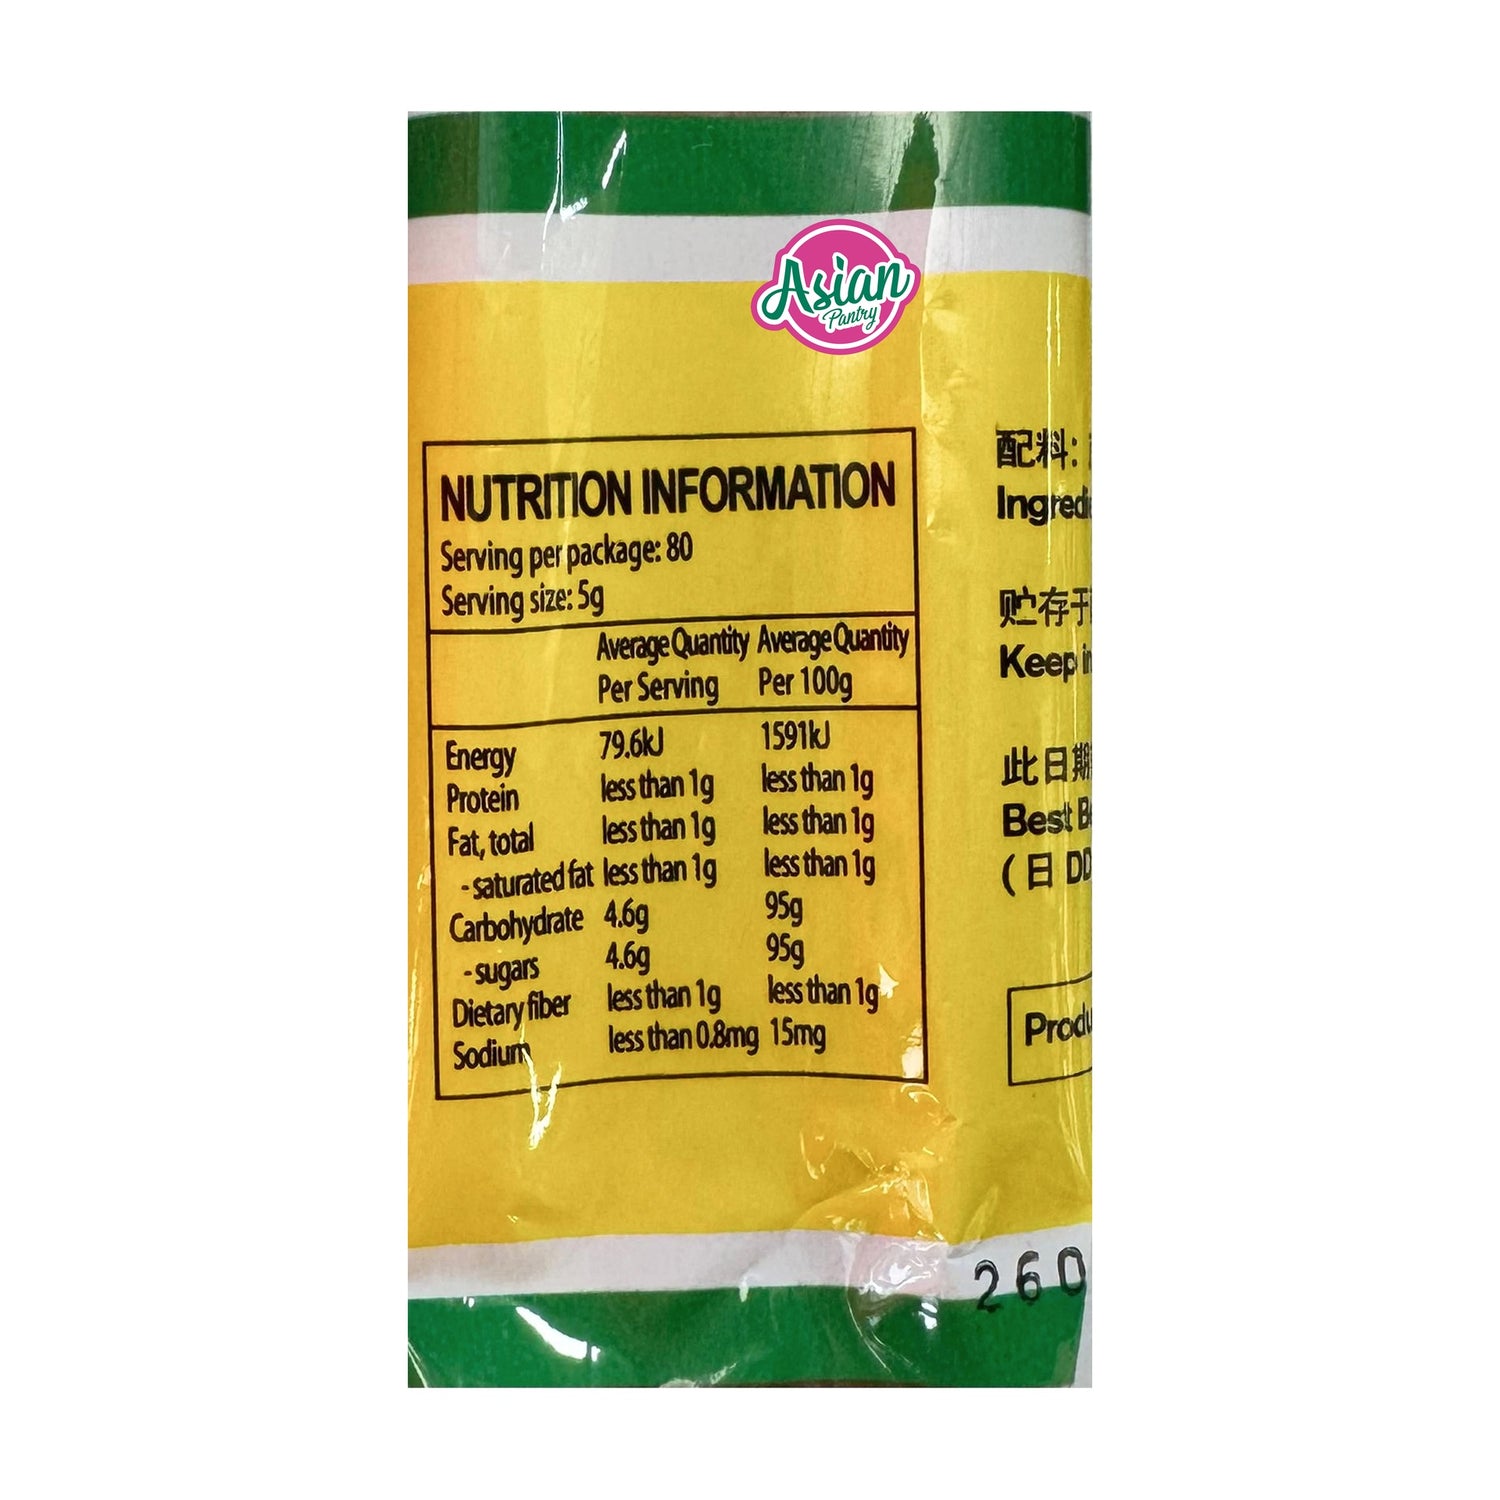 Asian
Pantry
NUTRITION INFORMATION
Serving per package: 80
Serving size: 5g
Average Quantity Average Quantity
Per Serving Per 100g
Energy 79.6kJ 1591kJ
Protein less than 1g less than 1g
Fat, total less than 1g less than 1g
- saturated fat less than 1g less than 1g
Carbohydrate 4.6g 95g
- sugars 4.6g 95g
Dietary fiber less than 1g less than 1g
Sodium less than 0.8mg 15mg
配料:
Ingredi
贮存于
Keep in
此日期
Best Be
(日 DD
Produ
260